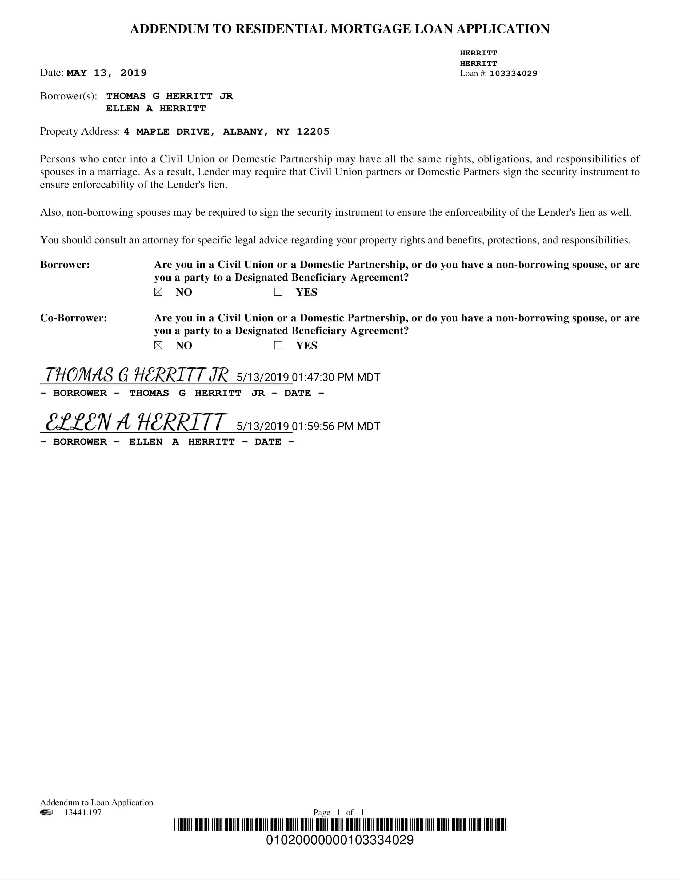 ADDENDUM TO RESIDENTIAL MORTGAGE LOAN APPLICATION
HERRITT
HERRITT
Date: MAY 13, 2019
Loan #: 103334029
Borrower(s): THOMAS G HERRITT JR
ELLEN A HERRITT
Property Address: 4 MAPLE DRIVE, ALBANY, NY 12205
Persons who enter into a Civil Union or Domestic Partnership may have all the same rights, obligations, and responsibilities of
spouses in a marriage. As a result, Lender may require that Civil Union partners or Domestic Partners sign the security instrument to
ensure enforceability of the Lender's lien.
Also, non-borrowing spouses may be required to sign the security instrument to ensure the enforceability of the Lender's lien as well.
You should consult an attorney for specific legal advice regarding your property rights and benefits, protections, and responsibilities.
Borrower: Are you in a Civil Union or a Domestic Partnership, or do you have a non-borrowing spouse, or are
you a party to a Designated Beneficiary Agreement?
☒ NO ☐ YES
Co-Borrower: Are you in a Civil Union or a Domestic Partnership, or do you have a non-borrowing spouse, or are
you a party to a Designated Beneficiary Agreement?
☒ NO ☐ YES
THOMAS G HERRITT JR 5/13/2019 01:47:30 PM MDT
- BORROWER - THOMAS G HERRITT JR - DATE -
ELLEN A HERRITT 5/13/2019 01:59:56 PM MDT
- BORROWER - ELLEN A HERRITT - DATE -
Addendum to Loan Application
13441.197 Page 1 of 1
01020000000103334029